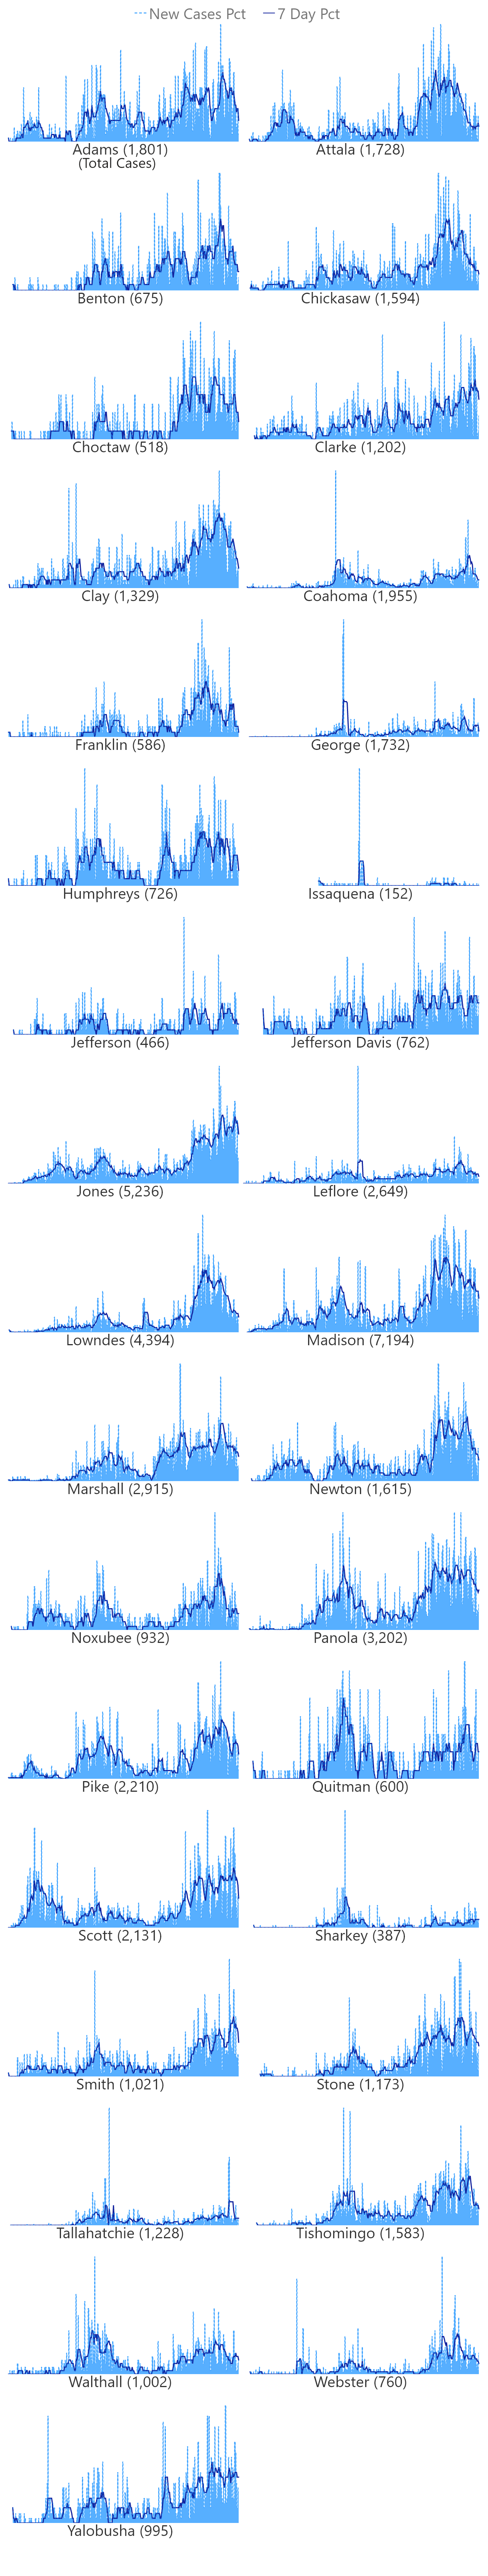 New Cases Pct 7 Day Pct
Adams (1,801) Attala (1,728)
(Total Cases)
Benton (675) Chickasaw (1,594)
Choctaw (518) Clarke (1,202)
Clay (1,329) Coahoma (1,955)
Franklin (586) George (1,732)
Humphreys (726) Issaquena (152)
Jefferson (466) Jefferson Davis (762)
Jones (5,236) Leflore (2,649)
Lowndes (4,394) Madison (7,194)
Marshall (2,915) Newton (1,615)
Noxubee (932) Panola (3,202)
Pike (2,210) Quitman (600)
Scott (2,131) Sharkey (387)
Smith (1,021) Stone (1,173)
Tallahatchie (1,228) Tishomingo (1,583)
Walthall (1,002) Webster (760)
Yalobusha (995)